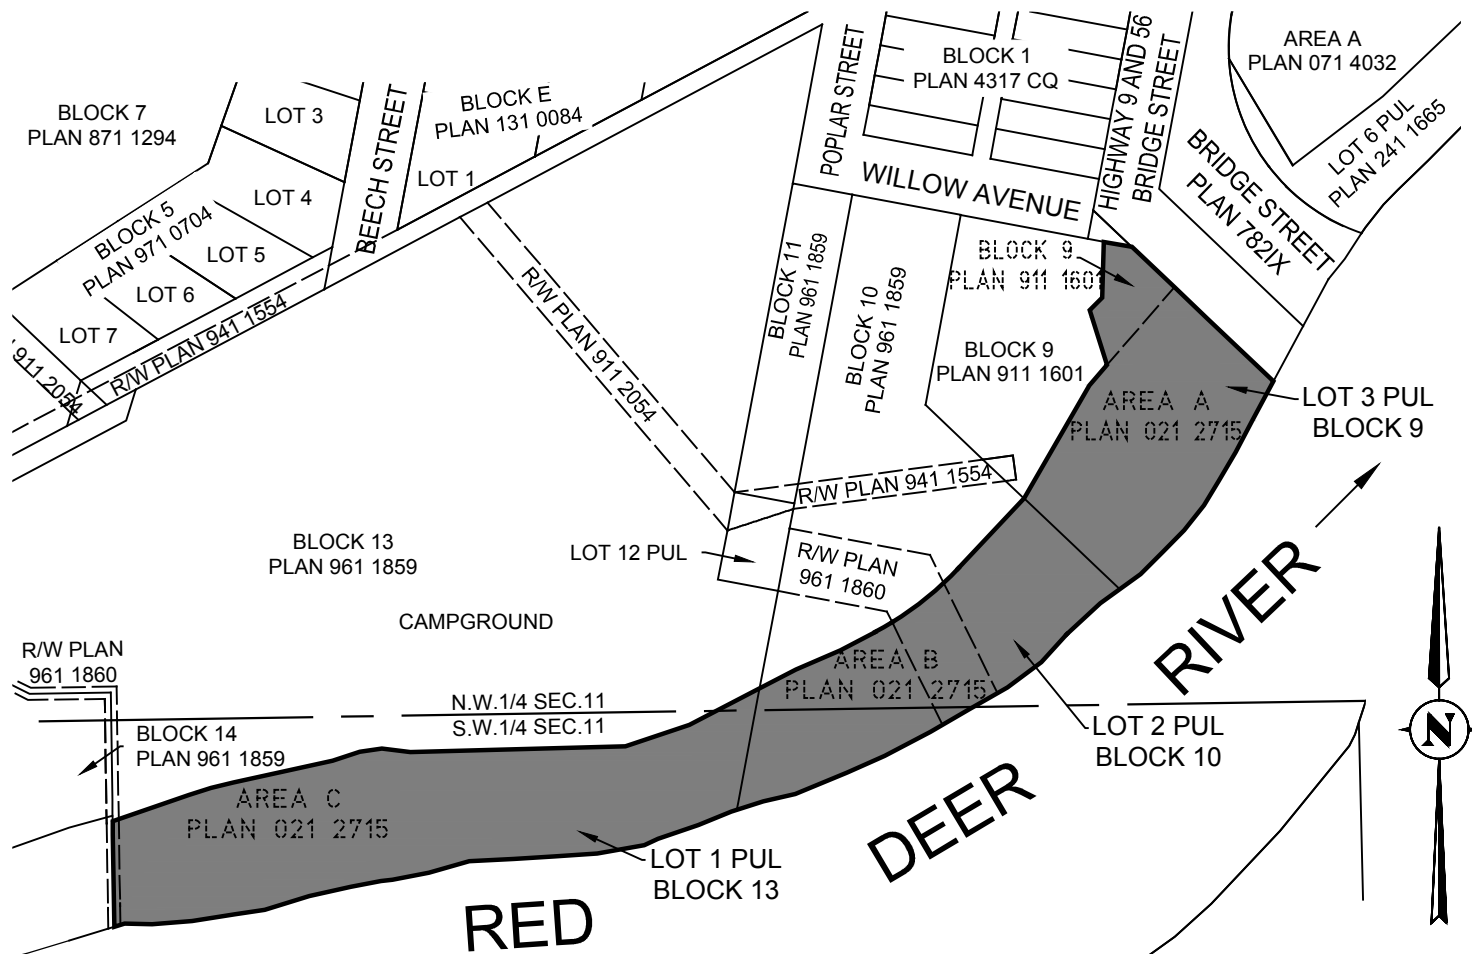 BLOCK 7
PLAN 871 1294
LOT 3
BEECH STREET
BLOCK E
PLAN 131 0084
LOT 1
LOT 4
BLOCK 5
PLAN 971 0704
LOT 5
LOT 6
LOT 7
R/W PLAN 941 1554
911 2054
POPLAR STREET
BLOCK 1
PLAN 4317 CQ
HIGHWAY 9 AND 56
BRIDGE STREET
AREA A
PLAN 071 4032
LOT 6 PUL
PLAN 241 1665
BRIDGE STREET
PLAN 782IX
WILLOW AVENUE
R/W PLAN 911 2054
BLOCK 11
PLAN 961 1859
BLOCK 10
PLAN 961 1859
BLOCK 9
PLAN 911 1601
BLOCK 9
PLAN 911 1601
AREA A
PLAN 021 2715
LOT 3 PUL
BLOCK 9
R/W PLAN 941 1554
BLOCK 13
PLAN 961 1859
LOT 12 PUL
R/W PLAN
961 1860
CAMPGROUND
R/W PLAN
961 1860
AREA B
PLAN 021 2715
N.W.1/4 SEC.11
S.W.1/4 SEC.11
BLOCK 14
PLAN 961 1859
LOT 2 PUL
BLOCK 10
AREA C
PLAN 021 2715
LOT 1 PUL
BLOCK 13
RED
DEER
RIVER
N